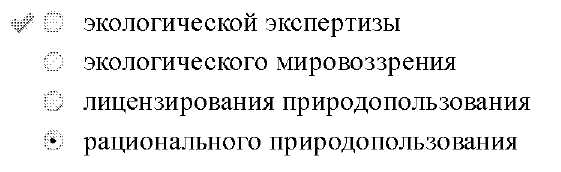 экологической экспертизы
экологического мировоззрения
лицензирования природопользования
рационального природопользования